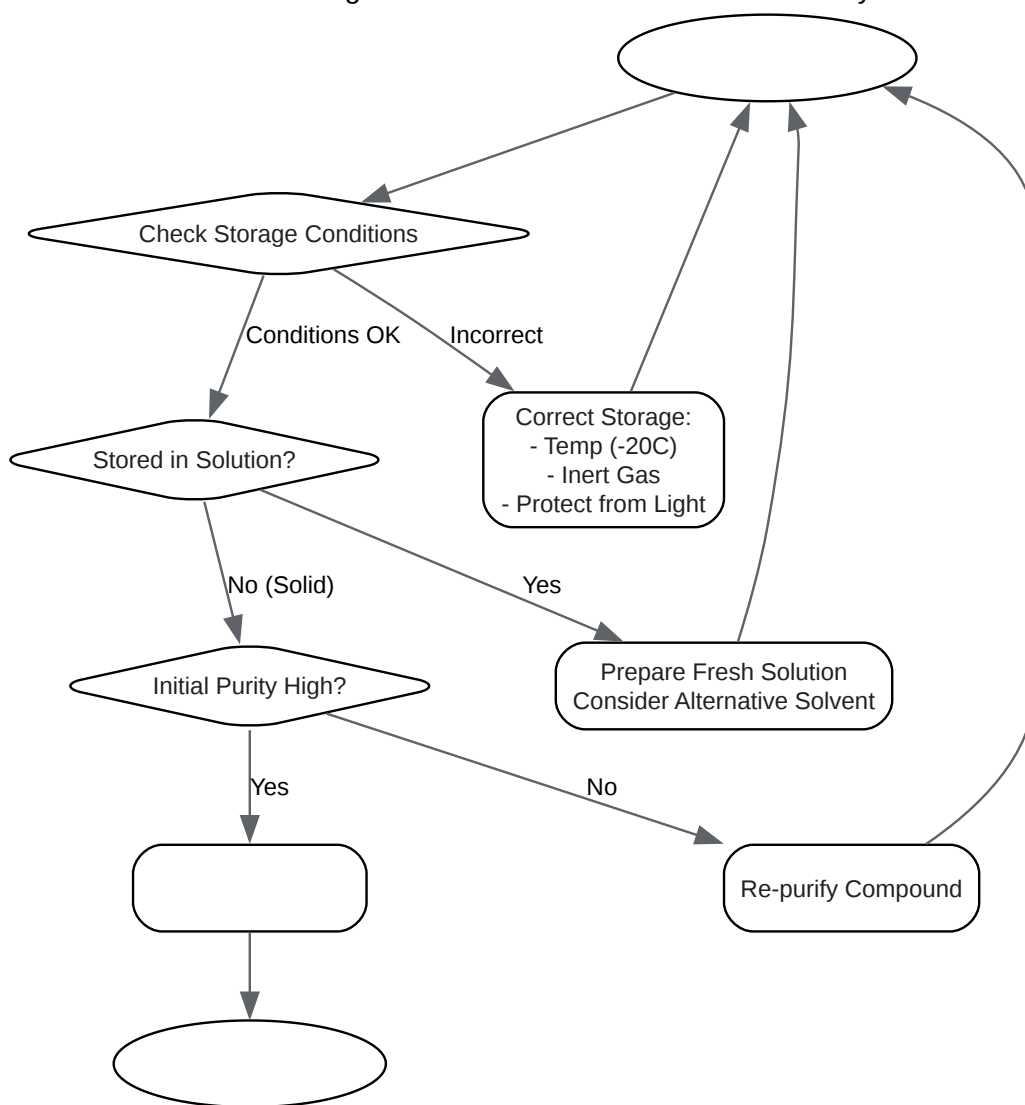 Check Storage Conditions
Conditions OK
Incorrect
Correct Storage:
- Temp (-20C)
- Inert Gas
- Protect from Light
Stored in Solution?
No (Solid)
Yes
Prepare Fresh Solution
Consider Alternative Solvent
Initial Purity High?
Yes
No
Re-purify Compound